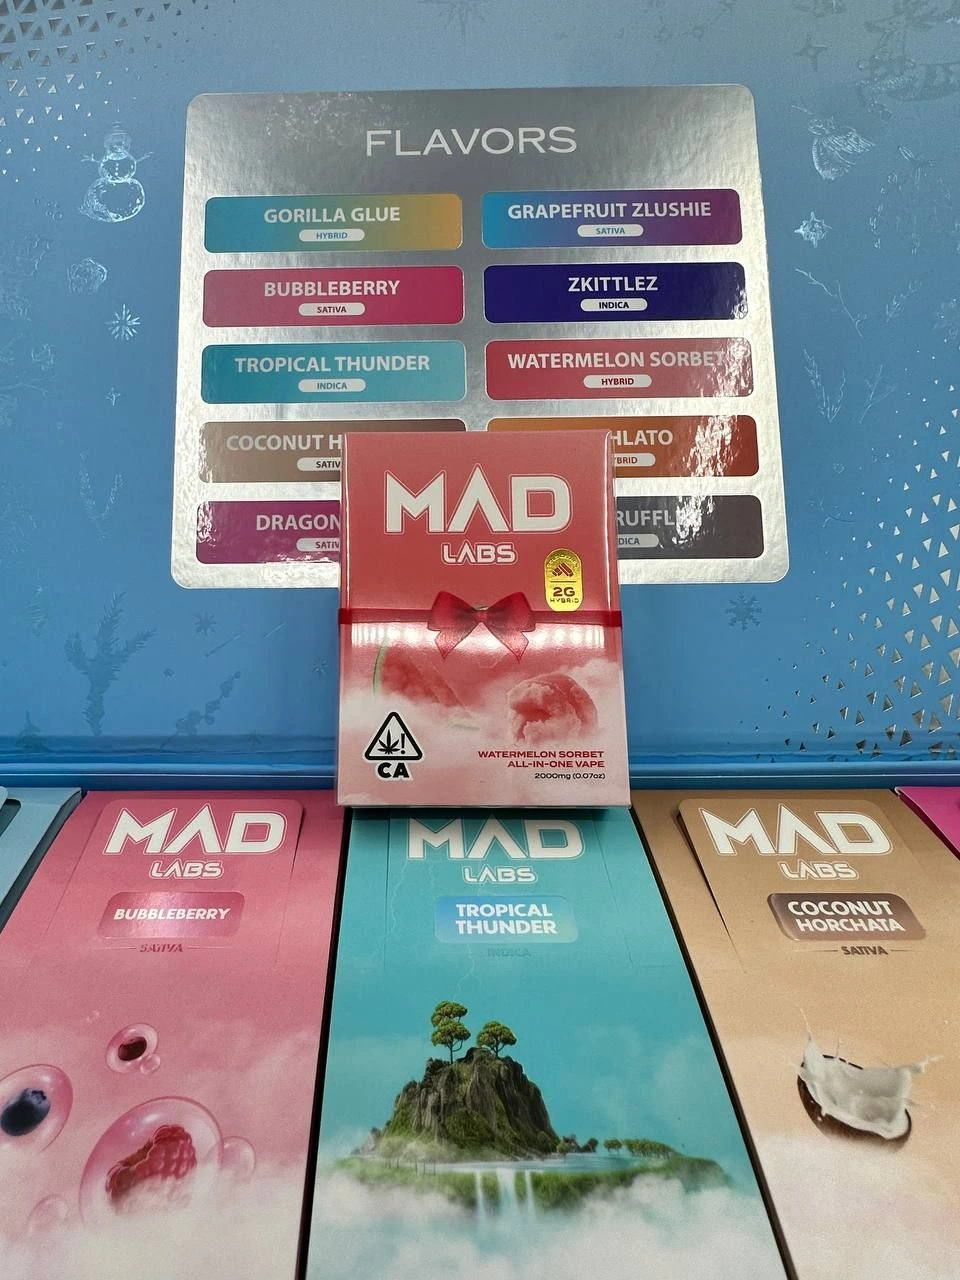 FLAVORS
GORILLA GLUE
HYBRID
GRAPEFRUIT ZLUSHIE
SATIVA
BUBBLEBERRY
SATIVA
ZKITTLEZ
INDICA
TROPICAL THUNDER
INDICA
WATERMELON SORBET
HYBRID
COCONUT
DRAGON
MAD
LABS
2G
HYBRID
CA
WATERMELON SORBET
ALL-IN-ONE VAPE
2000mg (0.07oz)
MAD
LABS
BUBBLEBERRY
SATIVA
MAD
LABS
TROPICAL
THUNDER
INDICA
MAD
LABS
COCONUT
HORCHATA
SATIVA